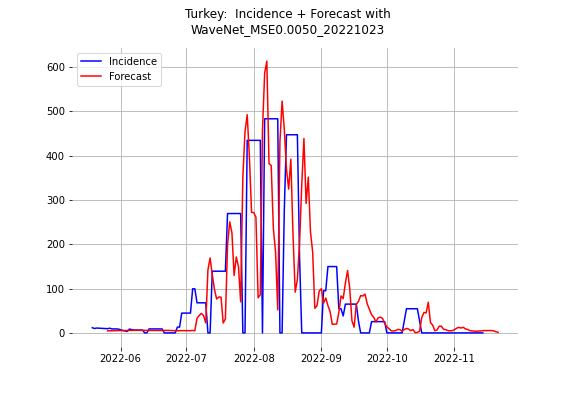 Turkey:  Incidence + Forecast with
WaveNet_MSE0.0050_20221023
Incidence
Forecast
600
500
400
300
200
100
0
2022-06 2022-07 2022-08 2022-09 2022-10 2022-11